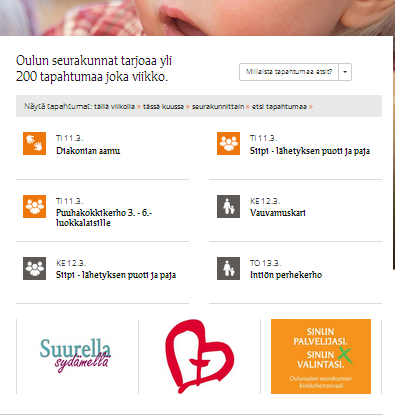 Oulun seurakunnat tarjoaa yli
200 tapahtumaa joka viikko.
Millaista tapahtumaa etsit?
Näytä tapahtumat: tällä viikolla » tässä kuussa » seurakunnittain » etsi tapahtumaa »
TI 11.3.
Diakonian aamu
TI 11.3.
Siipi - lähetyksen puoti ja paja
TI 11.3.
Puuhakokkikerho 3. - 6.-
luokkalaisille
KE 12.3.
Vauvamuskari
KE 12.3.
Siipi - lähetyksen puoti ja paja
TO 13.3.
Intiön perhekerho
Suurella
sydämellä
SINUN
PALVELIJASI.
SINUN
VALINTASI.
Oulunsalon seurakunnan
kirkkoherranvaali